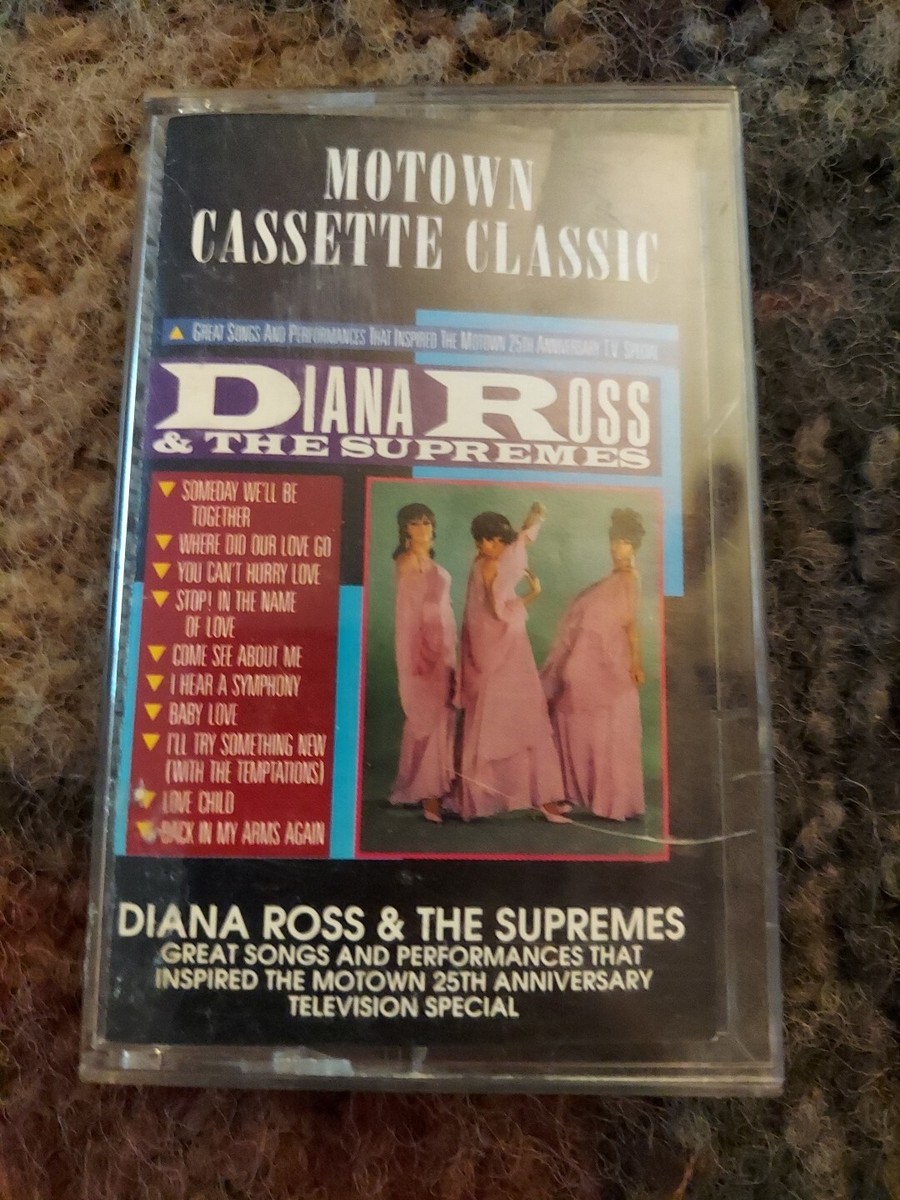 MOTOWN
CASSETTE CLASSIC
GREAT SONGS AND PERFORMANCES THAT INSPIRED THE MOTOWN 25TH ANNIVERSARY T.V. SPECIAL
DIANA ROSS
& THE SUPREMES
SOMEDAY WE'LL BE
TOGETHER
WHERE DID OUR LOVE GO
YOU CAN'T HURRY LOVE
STOP! IN THE NAME
OF LOVE
COME SEE ABOUT ME
I HEAR A SYMPHONY
BABY LOVE
I'LL TRY SOMETHING NEW
(WITH THE TEMPTATIONS)
LOVE CHILD
BACK IN MY ARMS AGAIN
DIANA ROSS & THE SUPREMES
GREAT SONGS AND PERFORMANCES THAT
INSPIRED THE MOTOWN 25TH ANNIVERSARY
TELEVISION SPECIAL